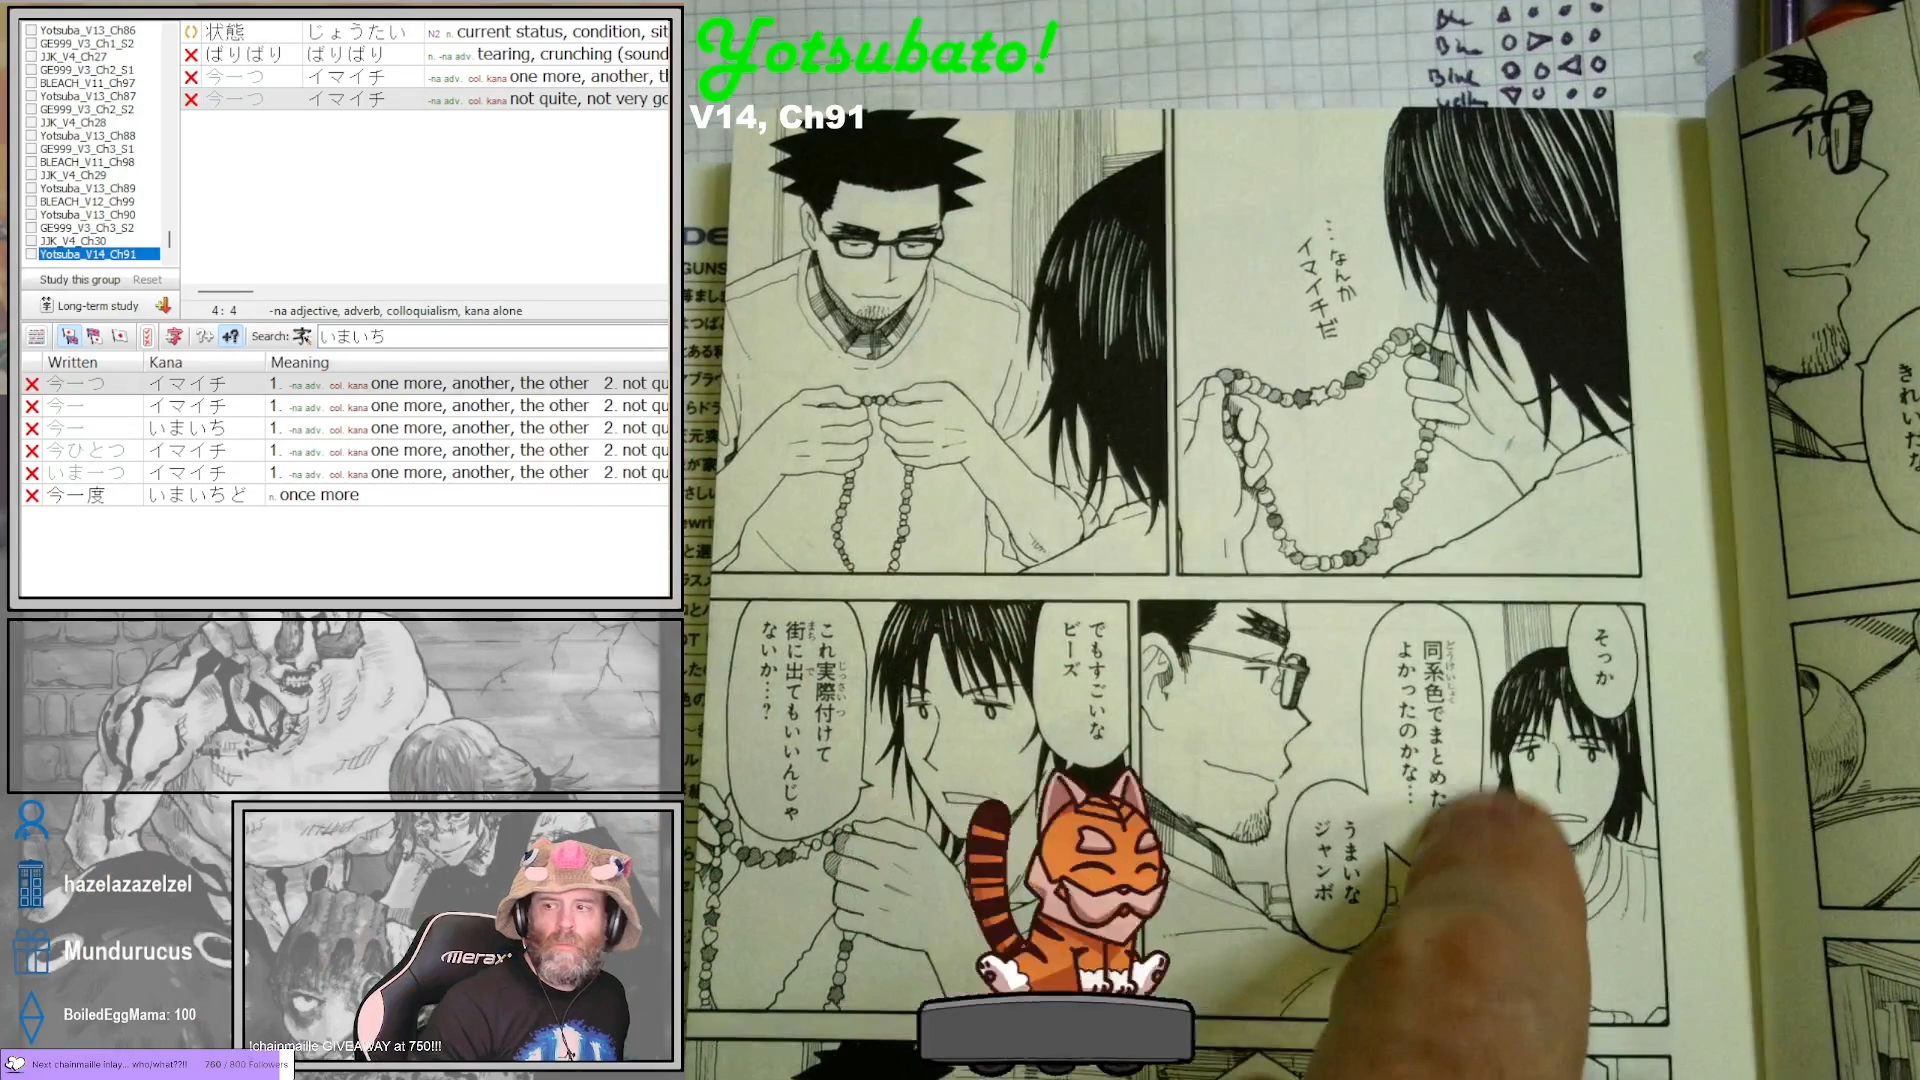 Yotsuba_V13_Ch86
GE999_V3_Ch1_S2
JJK_V4_Ch27
GE999_V3_Ch2_S1
BLEACH_V11_Ch97
Yotsuba_V13_Ch87
GE999_V3_Ch2_S2
JJK_V4_Ch28
Yotsuba_V13_Ch88
GE999_V3_Ch3_S1
BLEACH_V11_Ch98
JJK_V4_Ch29
Yotsuba_V13_Ch89
BLEACH_V12_Ch99
Yotsuba_V13_Ch90
GE999_V3_Ch3_S2
JJK_V4_Ch30
Yotsuba_V14_Ch91
Study this group Reset
Long-term study
状態 じょうたい N2 n. current status, condition, sit
ばりばり ばりばり n. -na adv. tearing, crunching (sound
今一つ イマイチ -na adv. col. kana one more, another, th
今一つ イマイチ -na adv. col. kana not quite, not very go
4: 4 -na adjective, adverb, colloquialism, kana alone
Search: いまいち
Written Kana Meaning
今一つ イマイチ 1. -na adv. col. kana one more, another, the other 2. not qu
今一 イマイチ 1. -na adv. col. kana one more, another, the other 2. not qu
今一 いまいち 1. -na adv. col. kana one more, another, the other 2. not qu
今ひとつ イマイチ 1. -na adv. col. kana one more, another, the other 2. not qu
いま一つ イマイチ 1. -na adv. col. kana one more, another, the other 2. not qu
今一度 いまいちど n. once more
Yotsubato!
V14, Ch91
…なんか
イマイチだ
そっか
同系色でまとめた
よかったのかな…
うまいな
ジャンボ
でもすごいな
ビーズ
これ実際付けて
街に出てもいいんじゃ
ないか…？
hazelazazelzel
Mundurucus
BoiledEggMama: 100
merax
!chainmaille GIVEAWAY at 750!!!
Next chainmaille inlay... who/what??!! 760 / 800 Followers